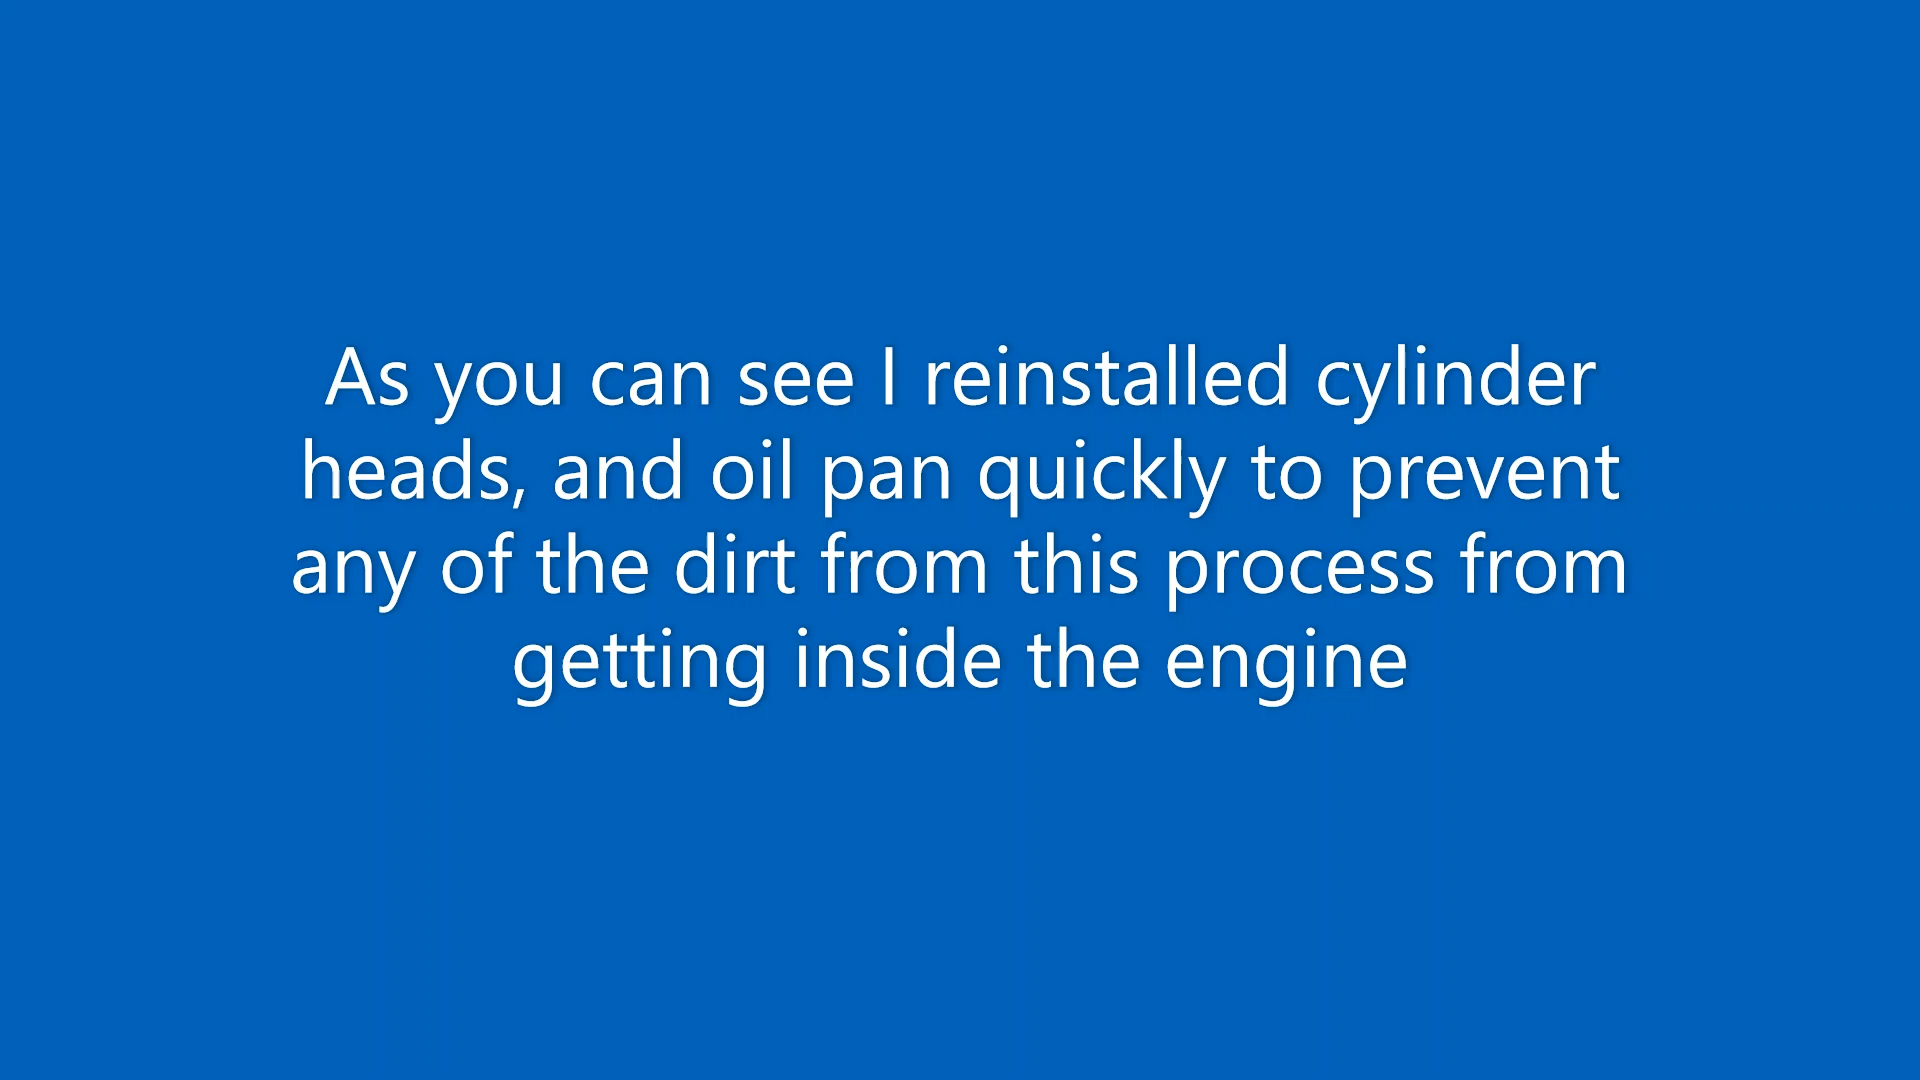 As you can see I reinstalled cylinder
heads, and oil pan quickly to prevent
any of the dirt from this process from
getting inside the engine